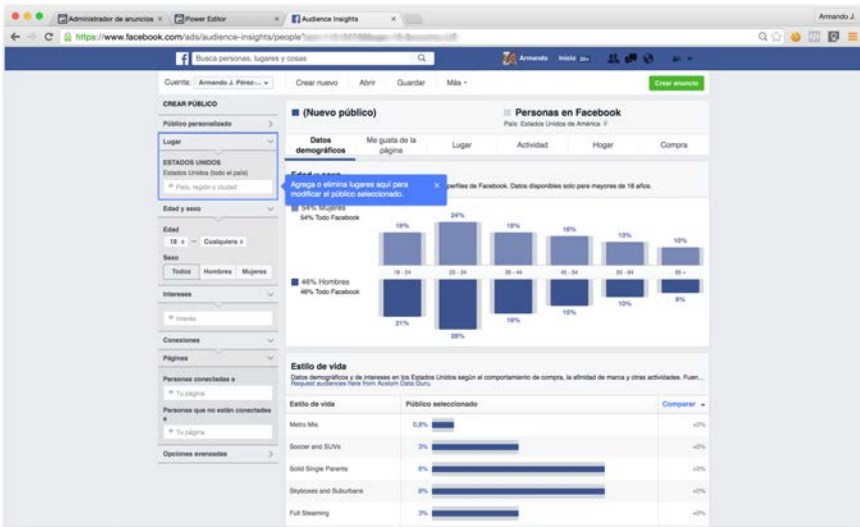 Administrador de anuncios
Power Editor
Audience Insights
Armando J.
https://www.facebook.com/ads/audience-insights/people
Busca personas, lugares y cosas
Armando
Inicio 20+
Cuenta:
Armando J. Pérez-...
Crear nuevo
Abrir
Guardar
Más
Crear anuncio
CREAR PÚBLICO
Público personalizado
Lugar
ESTADOS UNIDOS
Estados Unidos (todo el país)
+ País, región o ciudad
Edad y sexo
Edad
18 — Cualquiera
Sexo
Todos Hombres Mujeres
Intereses
+ Interés
Conexiones
Páginas
Personas conectadas a
+ Tu página
Personas que no están conectadas
a
+ Tu página
Opciones avanzadas
(Nuevo público)
Personas en Facebook
País: Estados Unidos de América
Datos
demográficos
Me gusta de la
página
Lugar
Actividad
Hogar
Compra
Edad y sexo
perfiles de Facebook. Datos disponibles solo para mayores de 18 años.
Agrega o elimina lugares aquí para
modificar el público seleccionado.
×
54% Mujeres
54% Todo Facebook
18% 24% 18% 16% 13% 10%
18 - 24 25 - 34 35 - 44 45 - 54 55 - 64 65 +
46% Hombres
46% Todo Facebook
21% 28% 19% 15% 10% 8%
Estilo de vida
Datos demográficos y de intereses en los Estados Unidos según el comportamiento de compra, la afinidad de marca y otras actividades. Fuen...
Request audiences here from Acxiom Data Guru.
Estilo de vida Público seleccionado Comparar
Metro Mix 0,8% +0%
Soccer and SUVs 3% +0%
Solid Single Parents 6% +0%
Skyboxes and Suburbans 6% +0%
Full Steaming 3% +0%